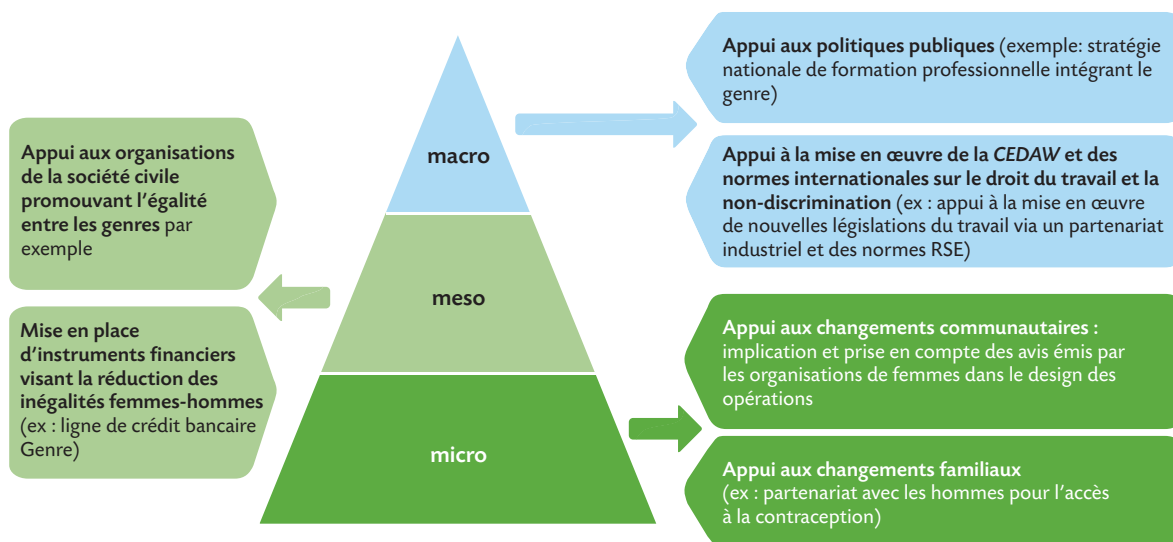 Appui aux politiques publiques (exemple: stratégie
nationale de formation professionnelle intégrant le
genre)
macro
Appui aux organisations
de la société civile
promouvant l’égalité
entre les genres par
exemple
Appui à la mise en œuvre de la CEDAW et des
normes internationales sur le droit du travail et la
non-discrimination (ex : appui à la mise en œuvre
de nouvelles législations du travail via un partenariat
industriel et des normes RSE)
meso
Mise en place
d’instruments financiers
visant la réduction des
inégalités femmes-hommes
(ex : ligne de crédit bancaire
Genre)
Appui aux changements communautaires :
implication et prise en compte des avis émis par
les organisations de femmes dans le design des
opérations
micro
Appui aux changements familiaux
(ex : partenariat avec les hommes pour l’accès
à la contraception)